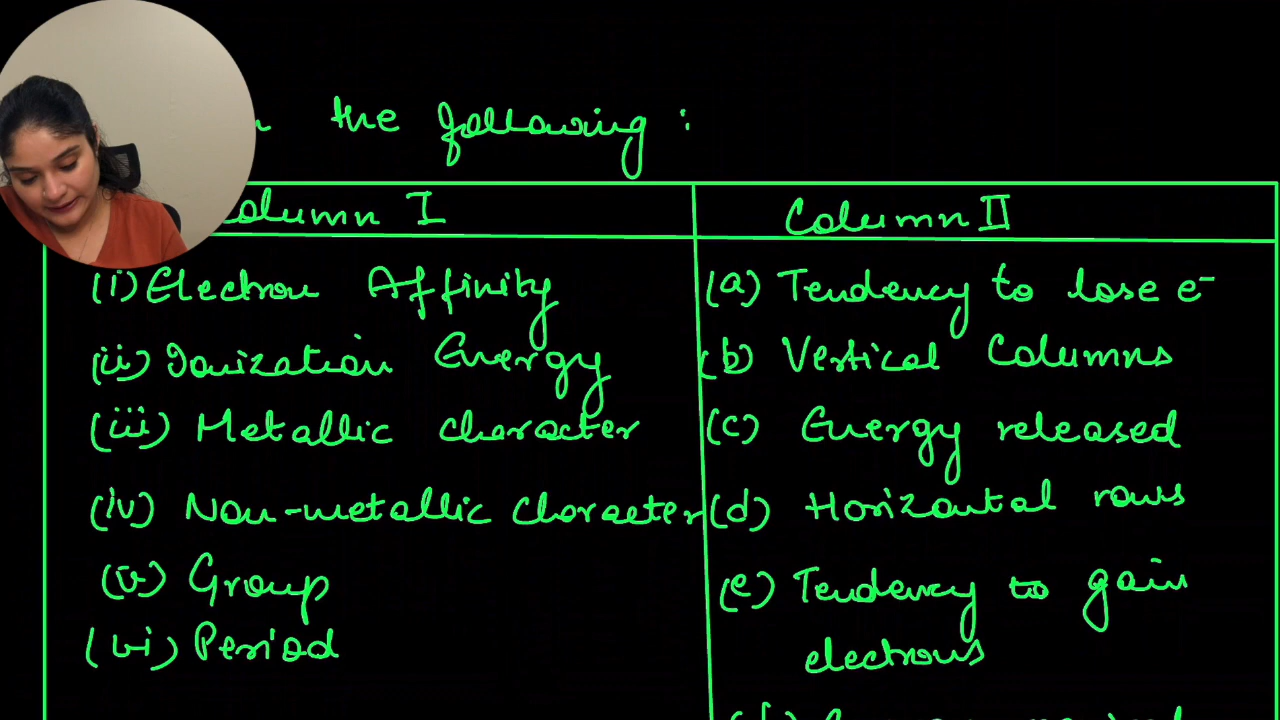 the following :
Column I
Column II
(i) Electron Affinity
(a) Tendency to lose e⁻
(ii) Ionization Energy
(b) Vertical Columns
(iii) Metallic character
(c) Energy released
(iv) Non-metallic character
(d) Horizontal rows
(v) Group
(e) Tendency to gain
electrons
(vi) Period